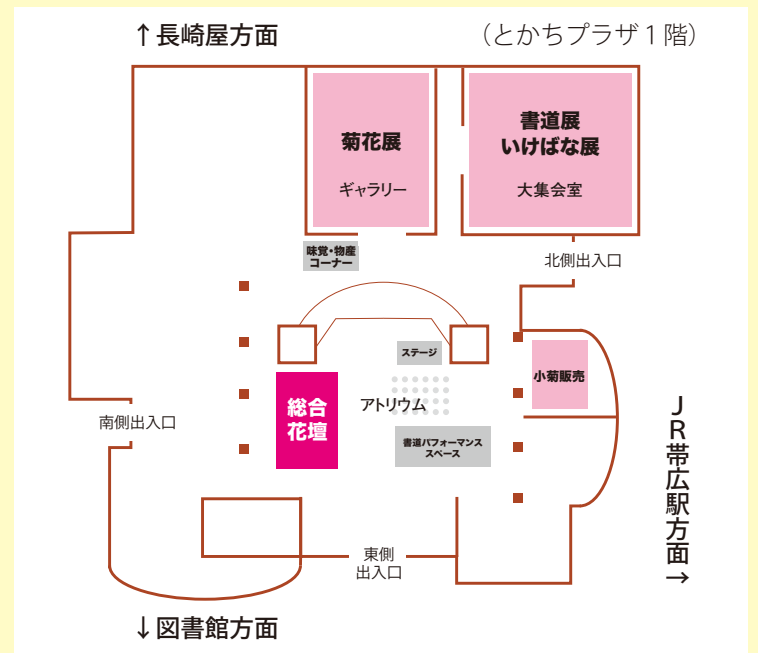 ↑長崎屋方面
（とかちプラザ１階）
菊花展
ギャラリー
書道展
いけばな展
大集会室
味覚・物産
コーナー
北側出入口
ステージ
小菊販売
総合
花壇
アトリウム
南側出入口
書道パフォーマンス
スペース
ＪＲ帯広駅方面→
東側
出入口
↓図書館方面